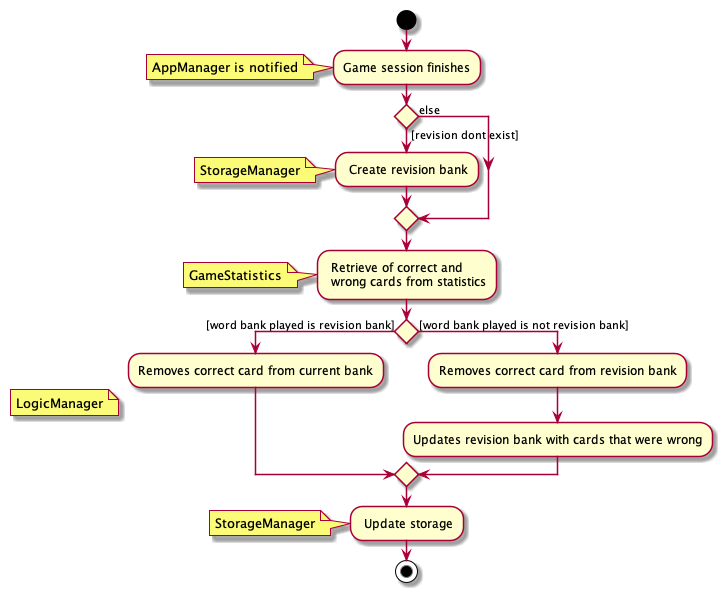 AppManager is notified
Game session finishes
else
[revision dont exist]
StorageManager
Create revision bank
GameStatistics
Retrieve of correct and
wrong cards from statistics
[word bank played is revision bank]
[word bank played is not revision bank]
Removes correct card from current bank
Removes correct card from revision bank
LogicManager
Updates revision bank with cards that were wrong
StorageManager
Update storage